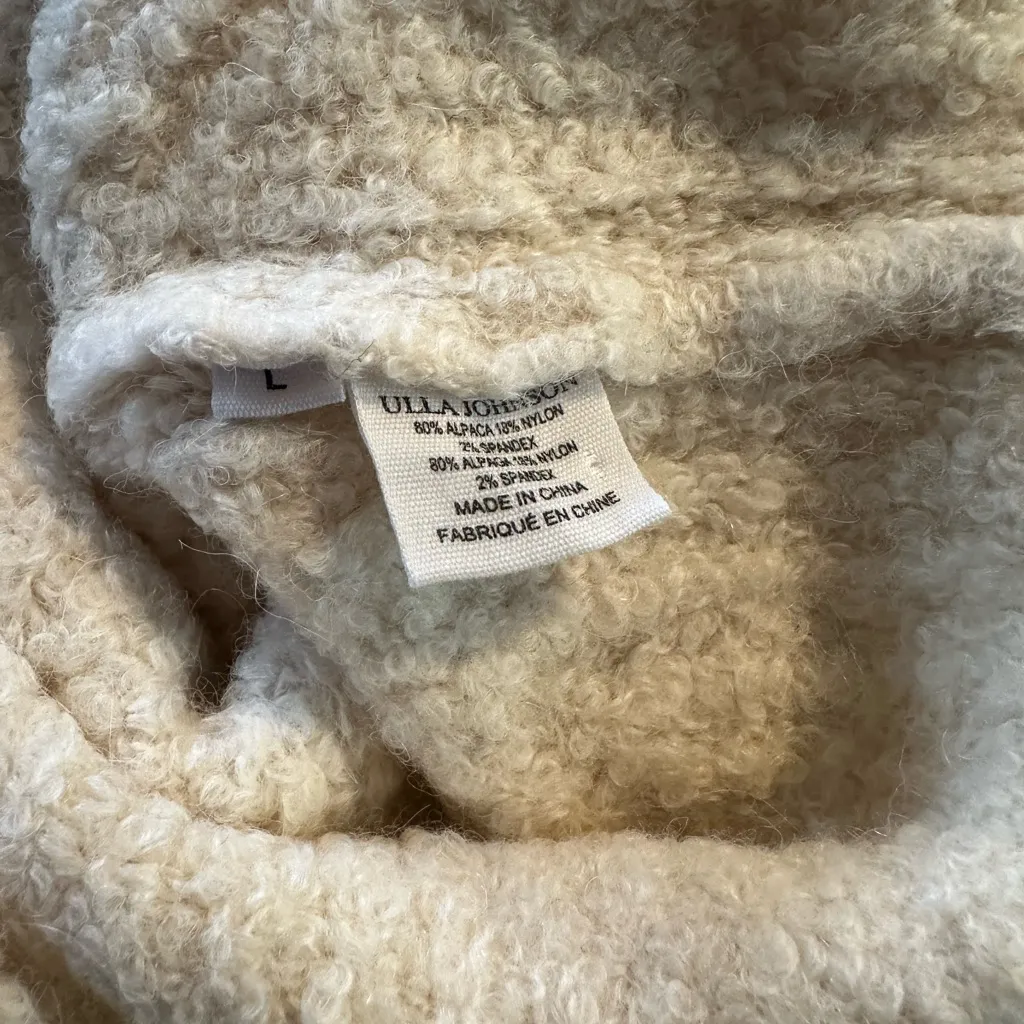 L
ULLA JOHNSON
80% ALPACA 18% NYLON
2% SPANDEX
80% ALPACA 18% NYLON
2% SPANDEX
MADE IN CHINA
FABRIQUÉ EN CHINE